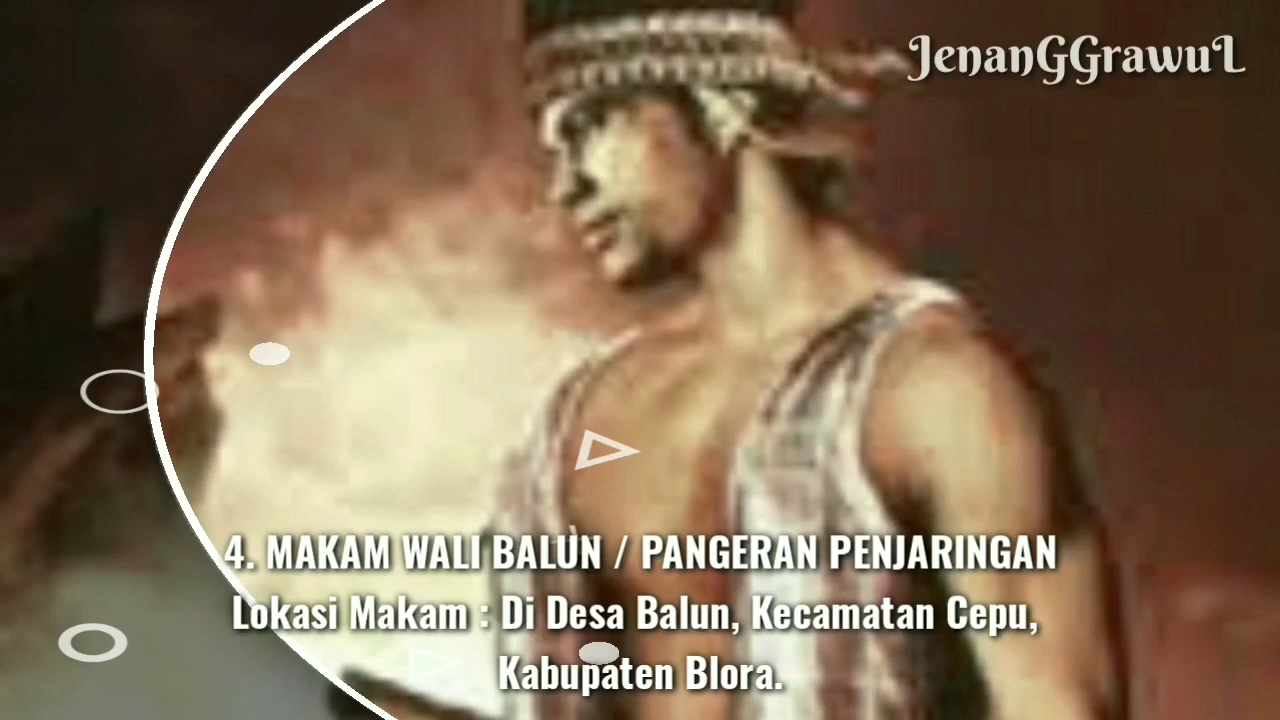 JenanGGrawuL
4. MAKAM WALI BALUN / PANGERAN PENJARINGAN
Lokasi Makam : Di Desa Balun, Kecamatan Cepu,
Kabupaten Blora.